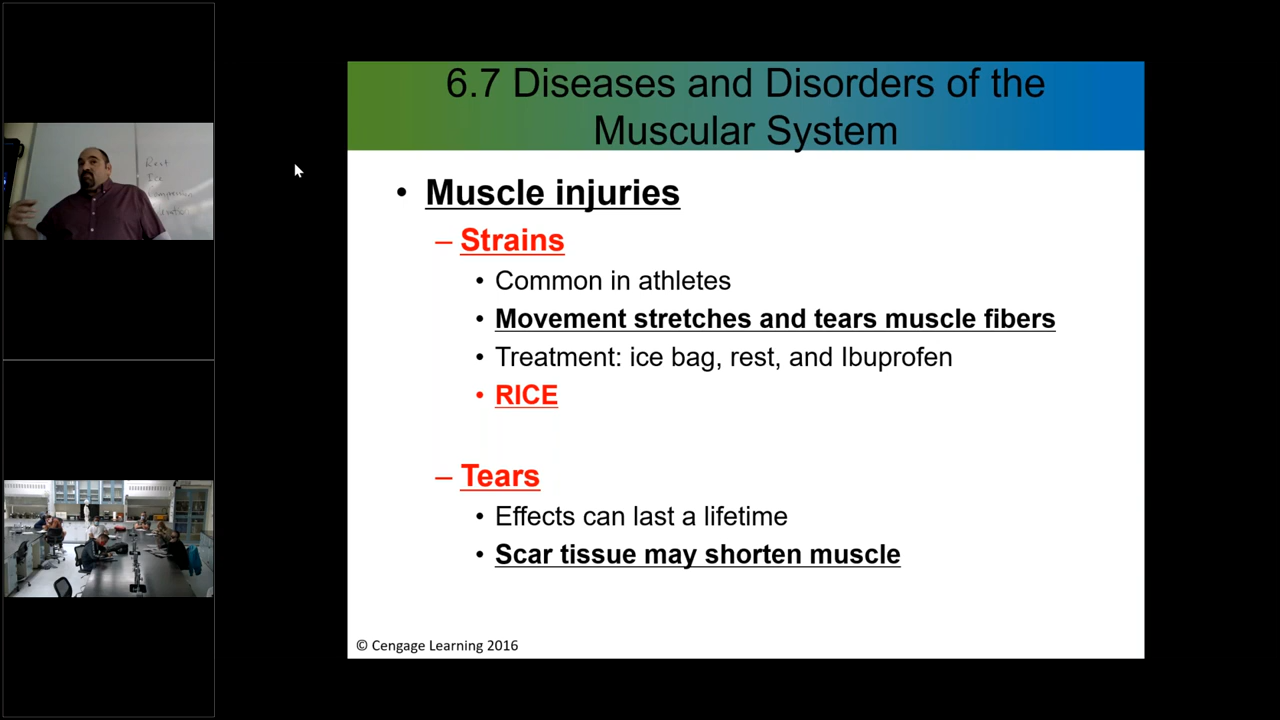 6.7 Diseases and Disorders of the
Muscular System
• Muscle injuries
– Strains
• Common in athletes
• Movement stretches and tears muscle fibers
• Treatment: ice bag, rest, and Ibuprofen
• RICE
– Tears
• Effects can last a lifetime
• Scar tissue may shorten muscle
© Cengage Learning 2016
Rest
Ice